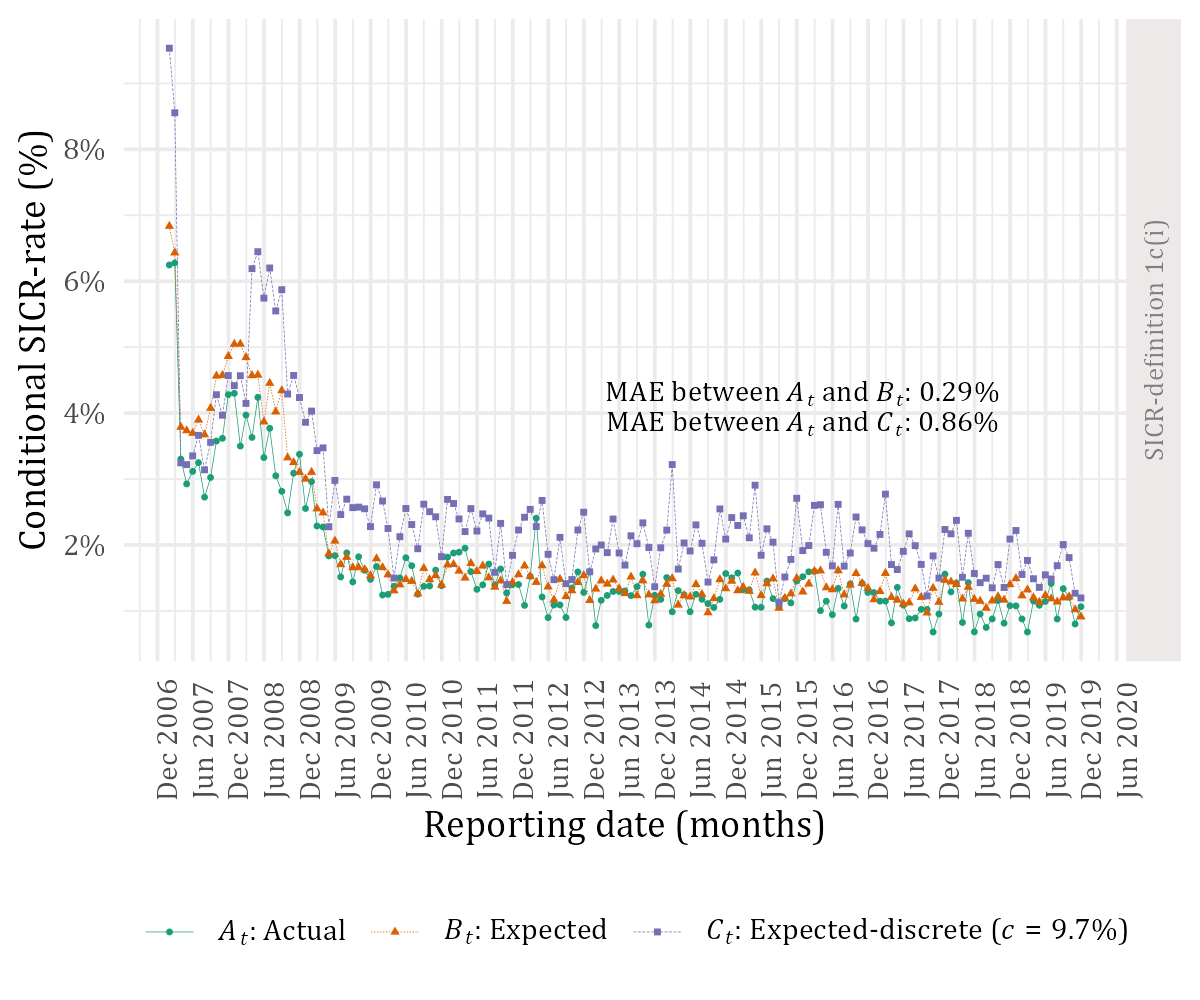 Conditional SICR-rate (%)
8%
6%
4%
2%
MAE between A_t and B_t: 0.29%
MAE between A_t and C_t: 0.86%
SICR-definition 1c(i)
Dec 2006
Jun 2007
Dec 2007
Jun 2008
Dec 2008
Jun 2009
Dec 2009
Jun 2010
Dec 2010
Jun 2011
Dec 2011
Jun 2012
Dec 2012
Jun 2013
Dec 2013
Jun 2014
Dec 2014
Jun 2015
Dec 2015
Jun 2016
Dec 2016
Jun 2017
Dec 2017
Jun 2018
Dec 2018
Jun 2019
Dec 2019
Jun 2020
Reporting date (months)
A_t: Actual
B_t: Expected
C_t: Expected-discrete (c = 9.7%)